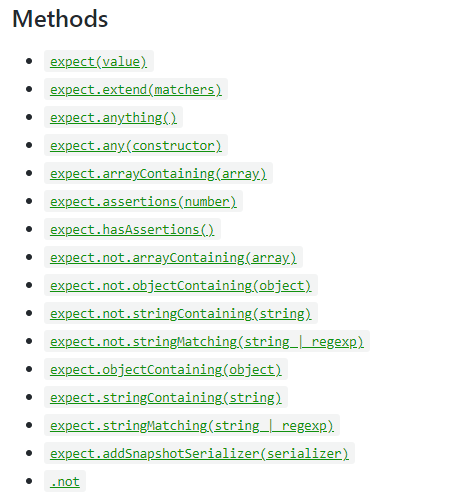 Methods
expect(value)
expect.extend(matchers)
expect.anything()
expect.any(constructor)
expect.arrayContaining(array)
expect.assertions(number)
expect.hasAssertions()
expect.not.arrayContaining(array)
expect.not.objectContaining(object)
expect.not.stringContaining(string)
expect.not.stringMatching(string | regexp)
expect.objectContaining(object)
expect.stringContaining(string)
expect.stringMatching(string | regexp)
expect.addSnapshotSerializer(serializer)
.not